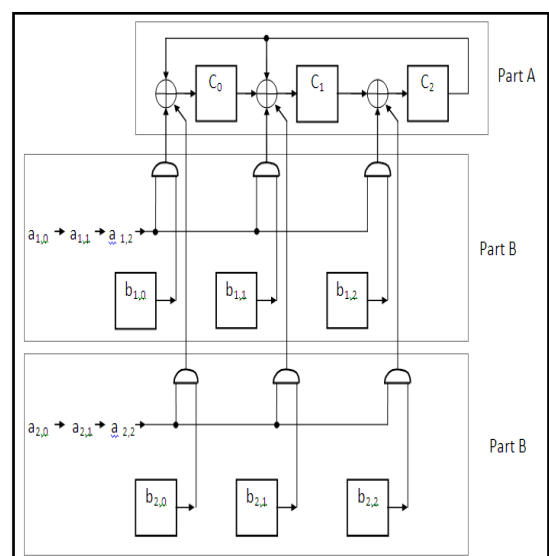 C0 C1 C2
Part A
a1,0 a1,1 a 1,2
Part B
b1,0 b1,1 b1,2
a2,0 a2,1 a 2,2
Part B
b2,0 b2,1 b2,2